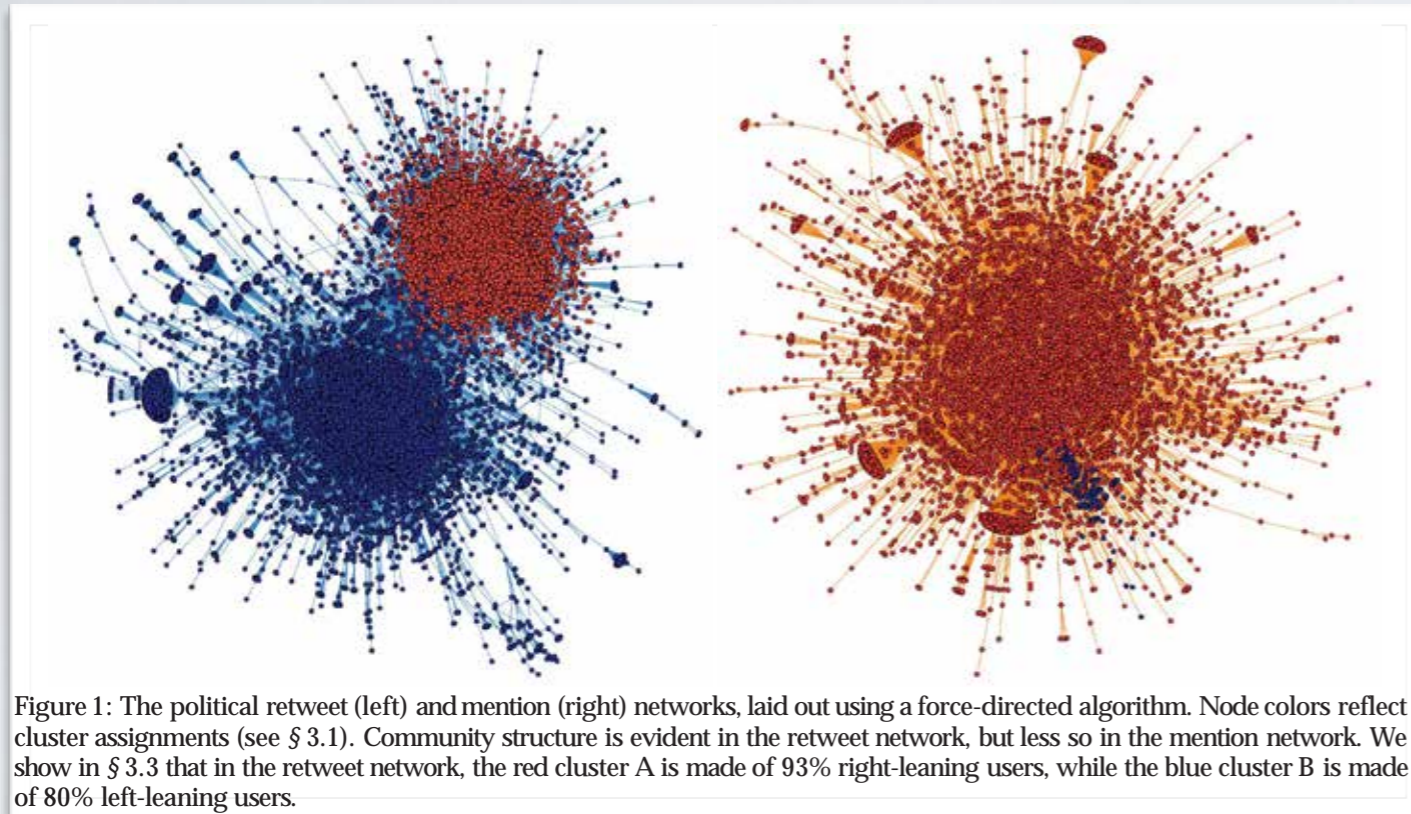 Figure 1: The political retweet (left) and mention (right) networks, laid out using a force-directed algorithm. Node colors reflect
cluster assignments (see § 3.1). Community structure is evident in the retweet network, but less so in the mention network. We
show in § 3.3 that in the retweet network, the red cluster A is made of 93% right-leaning users, while the blue cluster B is made
of 80% left-leaning users.